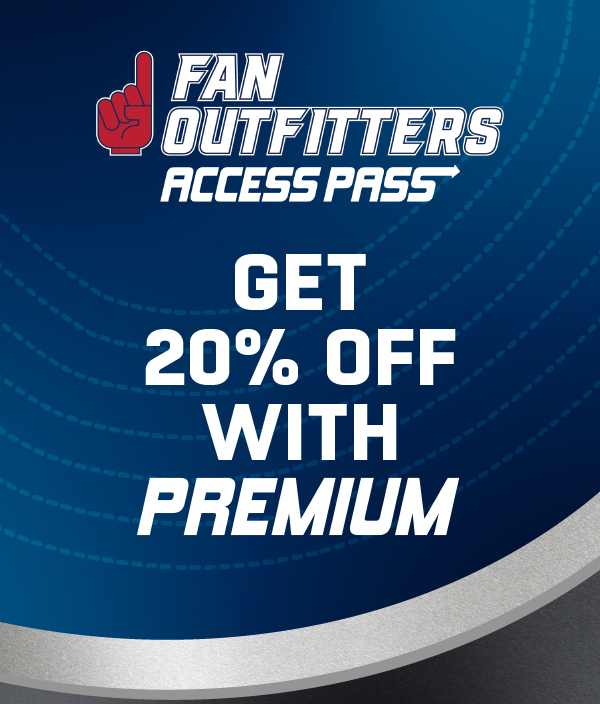 FAN
OUTFITTERS
ACCESS PASS
GET
20% OFF
WITH
PREMIUM